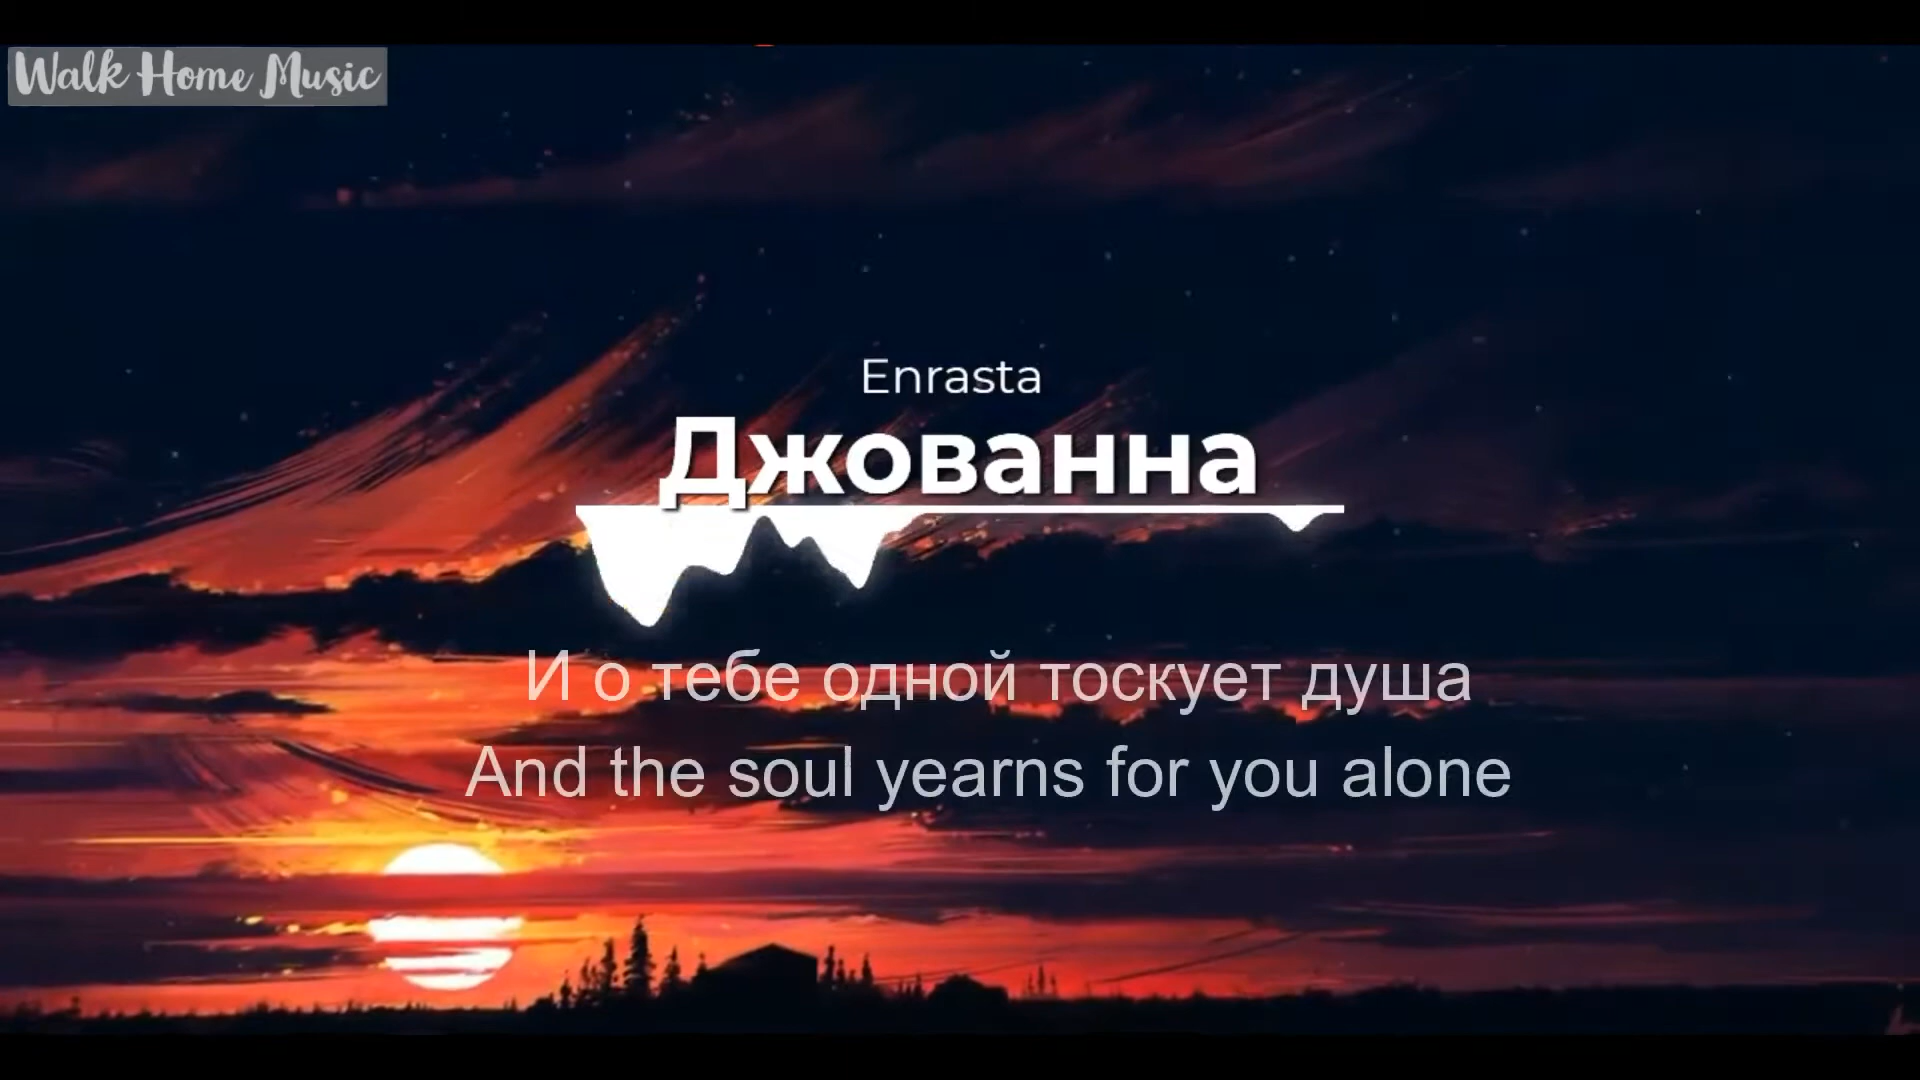 Walk Home Music
Enrasta
Джованна
И о тебе одной тоскует душа
And the soul yearns for you alone